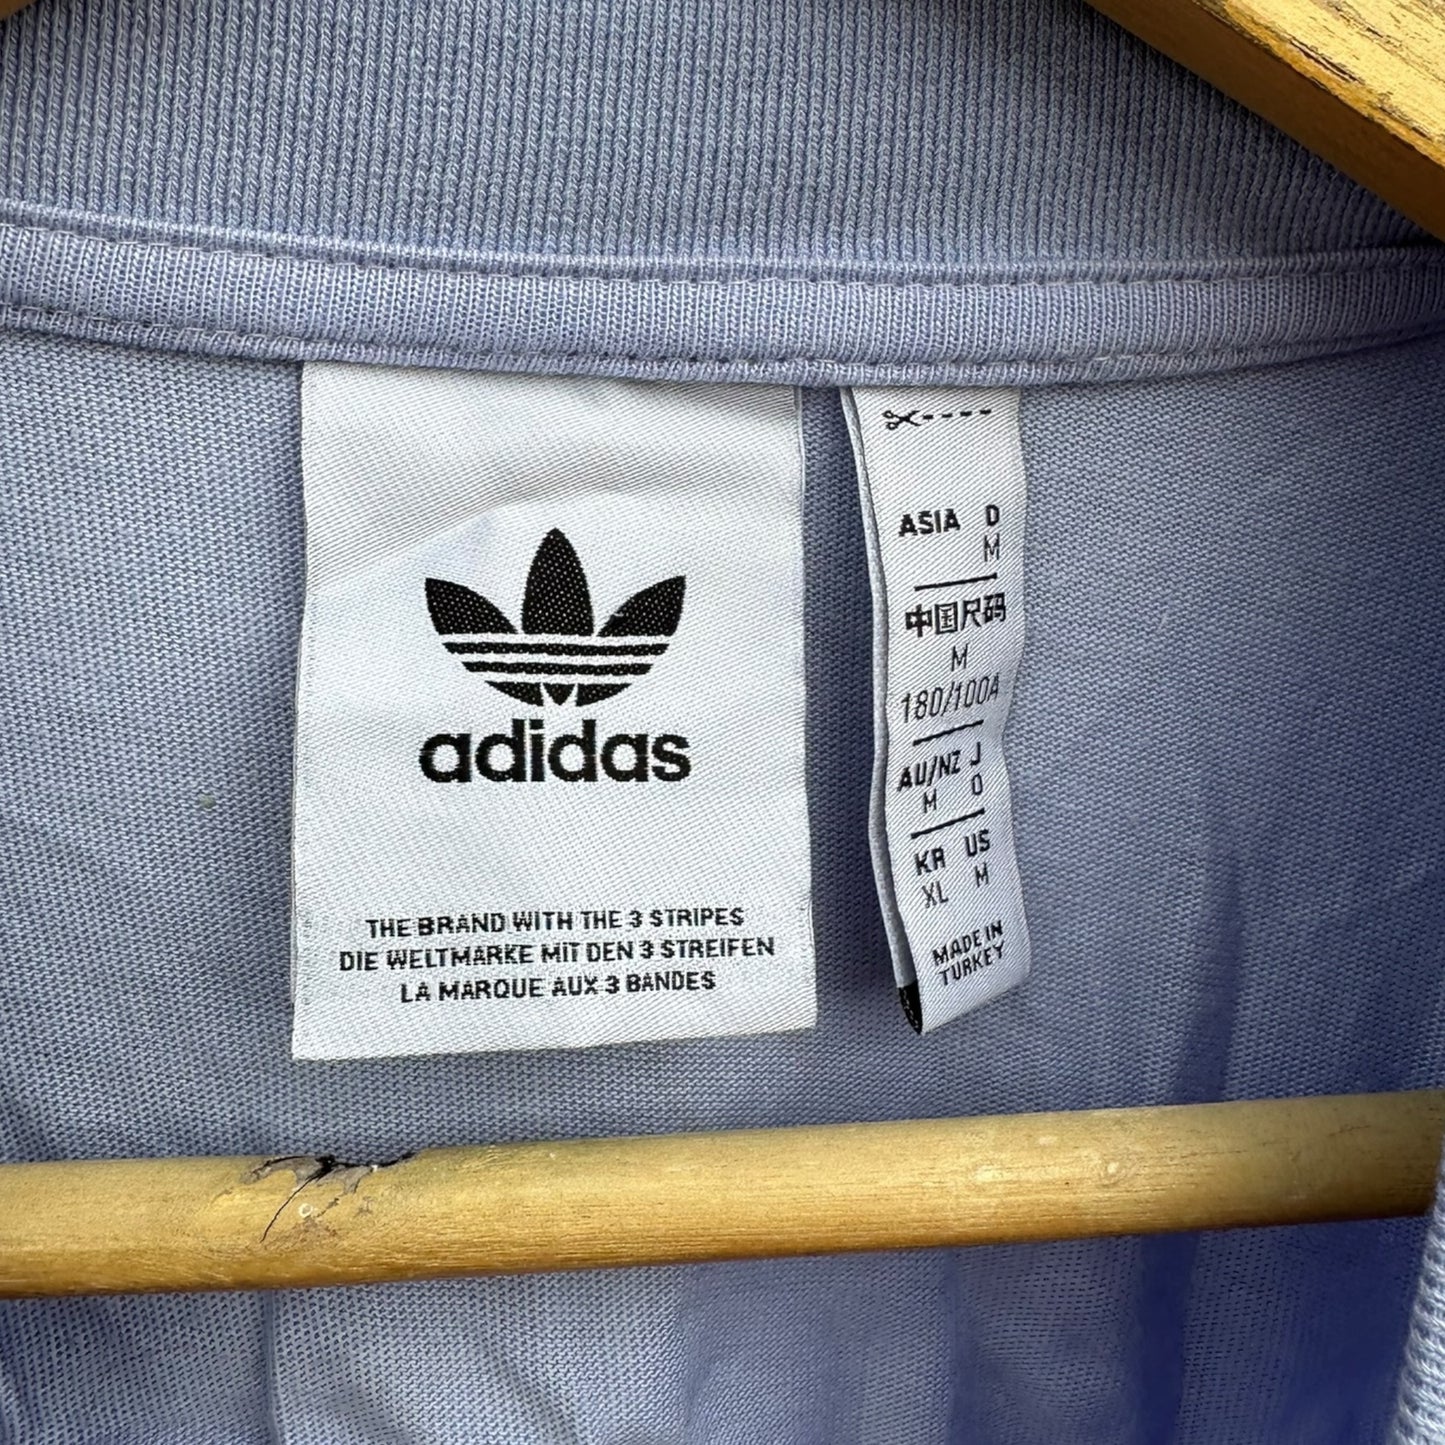 adidas
THE BRAND WITH THE 3 STRIPES
DIE WELTMARKE MIT DEN 3 STREIFEN
LA MARQUE AUX 3 BANDES
ASIA D
M
中国尺码
M
180/100A
AU/NZ J
M O
KR US
XL M
MADE IN
TURKEY